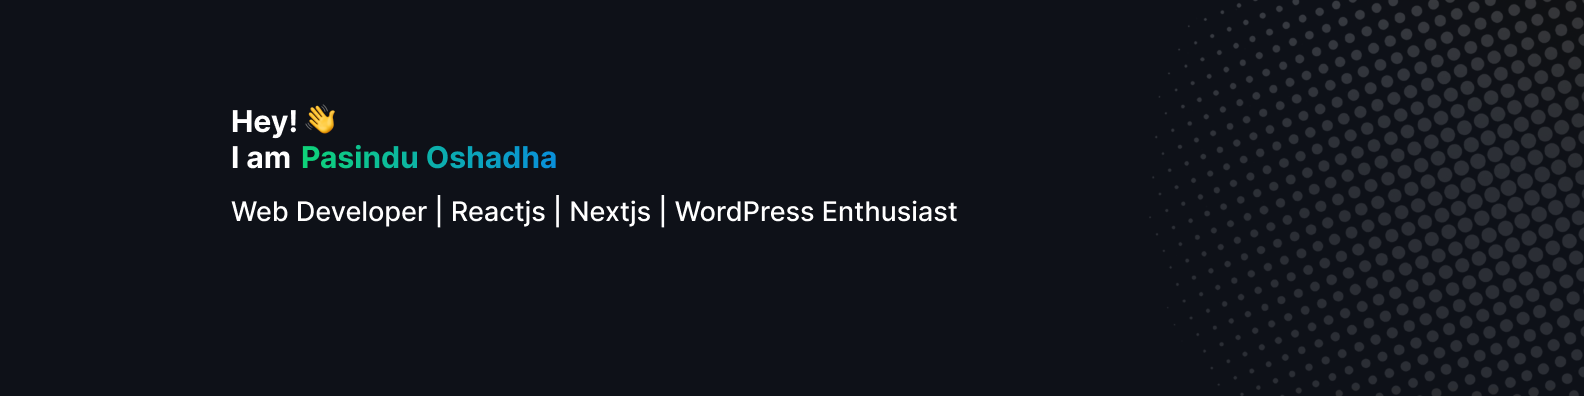 Hey! 👋
I am Pasindu Oshadha
Web Developer | Reactjs | Nextjs | WordPress Enthusiast